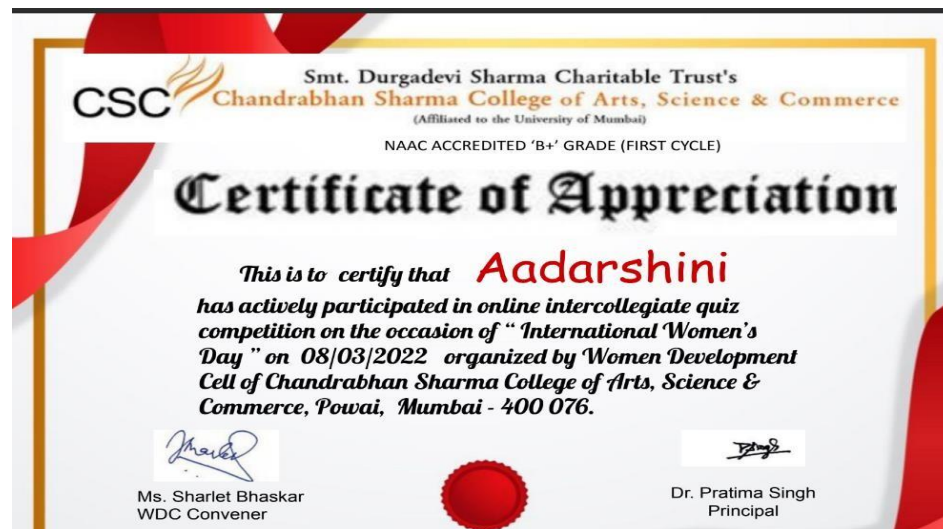 Smt. Durgadevi Sharma Charitable Trust's
CSC Chandrabhan Sharma College of Arts, Science & Commerce
(Affiliated to the University of Mumbai)
NAAC ACCREDITED ‘B+’ GRADE (FIRST CYCLE)
Certificate of Appreciation
This is to certify that Aadarshini
has actively participated in online intercollegiate quiz
competition on the occasion of “ International Women’s
Day ” on 08/03/2022 organized by Women Development
Cell of Chandrabhan Sharma College of Arts, Science &
Commerce, Powai, Mumbai - 400 076.
Ms. Sharlet Bhaskar
WDC Convener
Dr. Pratima Singh
Principal